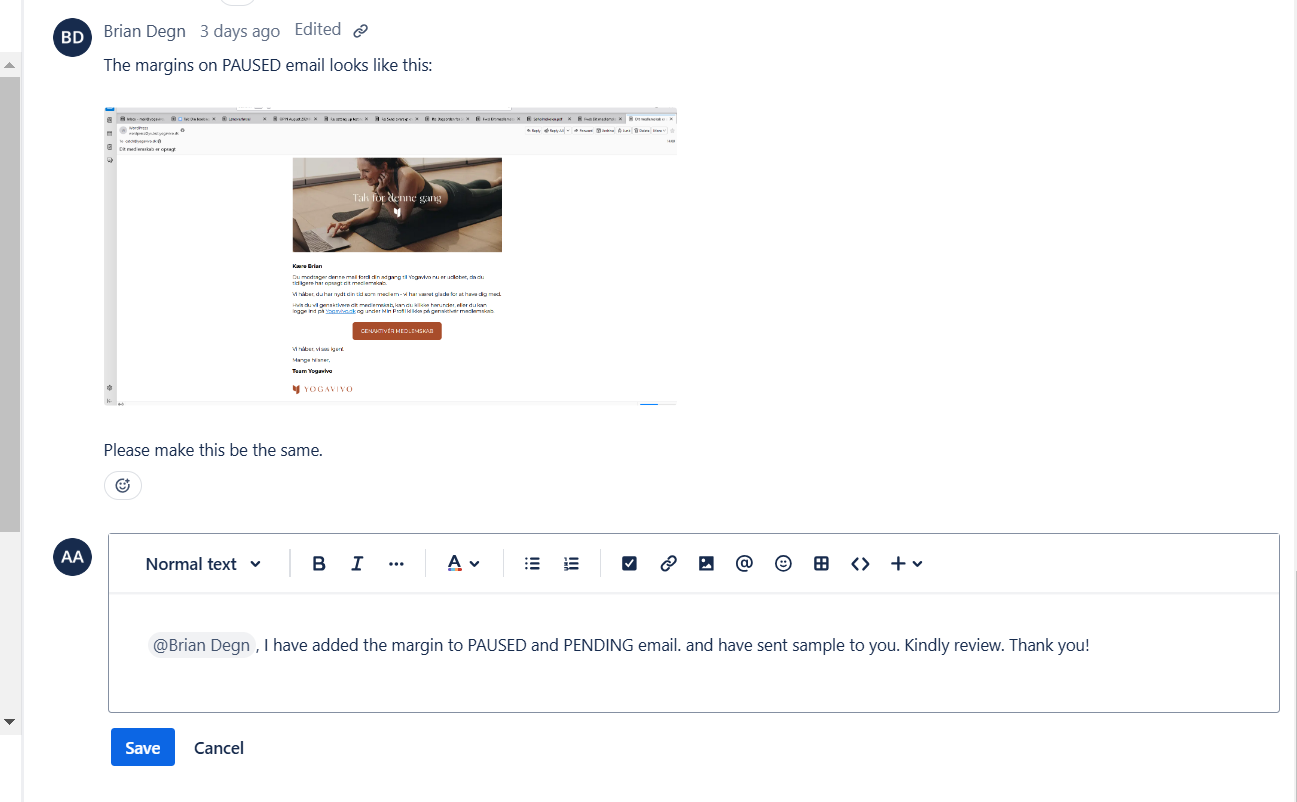 BD
Brian Degn 3 days ago Edited
The margins on PAUSED email looks like this:
Dit medlemskab er opsagt
Tak for denne gang
Kære Brian
Du modtager denne mail fordi din adgang til Yogavivo nu er udløbet, da du
tidligere har opsagt dit medlemskab.
Vi håber, du har nydt din tid som medlem - vi har været glade for at have dig med.
Hvis du vil genaktivere dit medlemskab, kan du klikke herunder, eller du kan
logge ind på Yogavivo.dk og under Min Profil klikke på genaktivér medlemskab.
GENAKTIVÉR MEDLEMSKAB
Vi håber, vi ses igen!
Mange hilsner,
Team Yogavivo
YOGAVIVO
Please make this be the same.
AA
Normal text
@Brian Degn , I have added the margin to PAUSED and PENDING email. and have sent sample to you. Kindly review. Thank you!
Save Cancel